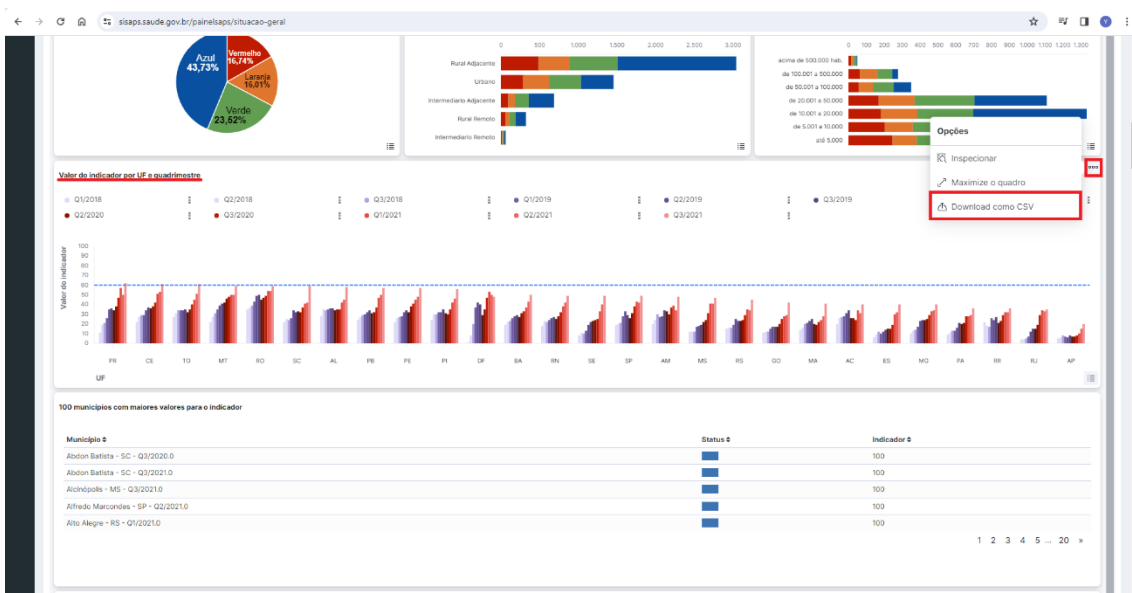 sisaps.saude.gov.br/painelsaps/situacao-geral
Azul
43,73%
Vermelho
16,74%
Laranja
16,01%
Verde
23,52%
0 500 1.000 1.500 2.000 2.500 3.000
Rural Adjacente
Urbano
Intermediario Adjacente
Rural Remoto
Intermediario Remoto
0 100 200 300 400 500 600 700 800 900 1.000 1.100 1.200 1.300
acima de 500.000 hab.
de 100.001 a 500.000
de 50.001 a 100.000
de 20.001 a 50.000
de 10.001 a 20.000
de 5.001 a 10.000
até 5.000
Opções
Inspecionar
Maximize o quadro
Download como CSV
Valor do indicador por UF e quadrimestre
Q1/2018 Q2/2018 Q3/2018 Q1/2019 Q2/2019 Q3/2019
Q2/2020 Q3/2020 Q1/2021 Q2/2021 Q3/2021
Valor do indicador
100
90
80
70
60
50
40
30
20
10
0
PR CE TO MT RO SC AL PB PE PI DF BA RN SE SP AM MS RS GO MA AC ES MG PA RR RJ AP
UF
100 municípios com maiores valores para o indicador
Município Status Indicador
Abdon Batista - SC - Q3/2020.0 100
Abdon Batista - SC - Q3/2021.0 100
Alcinópolis - MS - Q3/2021.0 100
Alfredo Marcondes - SP - Q2/2021.0 100
Alto Alegre - RS - Q1/2021.0 100
1 2 3 4 5 ... 20 »